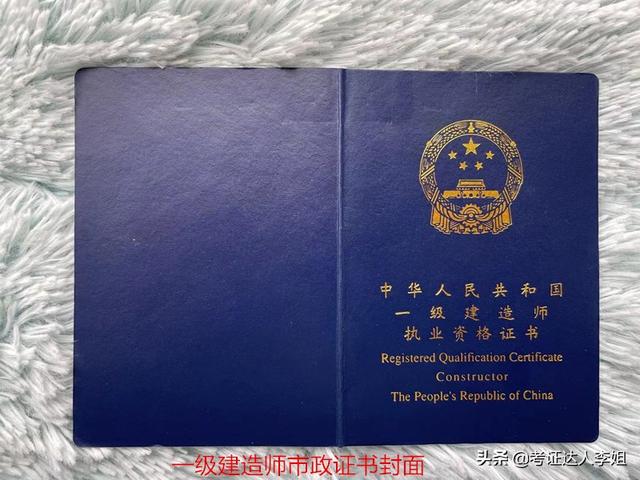 中华人民共和国
一级建造师
执业资格证书
Registered Qualification Certificate
Constructor
The People's Republic of China
一级建造师市政证书封面
头条 @考证达人李姐